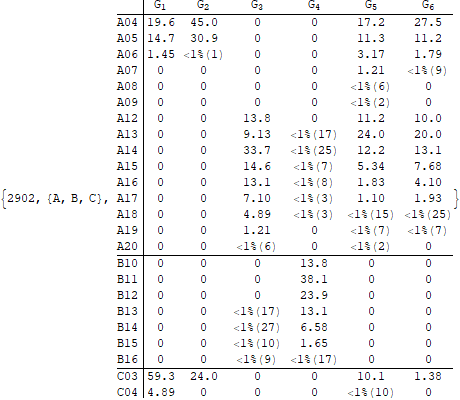 G1 G2 G3 G4 G5 G6
A04 19.6 45.0 0 0 17.2 27.5
A05 14.7 30.9 0 0 11.3 11.2
A06 1.45 <1%(1) 0 0 3.17 1.79
A07 0 0 0 0 1.21 <1%(9)
A08 0 0 0 0 <1%(6) 0
A09 0 0 0 0 <1%(2) 0
A12 0 0 13.8 0 11.2 10.0
A13 0 0 9.13 <1%(17) 24.0 20.0
A14 0 0 33.7 <1%(25) 12.2 13.1
A15 0 0 14.6 <1%(7) 5.34 7.68
A16 0 0 13.1 <1%(8) 1.83 4.10
{2902, {A, B, C}, A17 0 0 7.10 <1%(3) 1.10 1.93 }
A18 0 0 4.89 <1%(3) <1%(15) <1%(25)
A19 0 0 1.21 0 <1%(7) <1%(7)
A20 0 0 <1%(6) 0 <1%(2) 0
B10 0 0 0 13.8 0 0
B11 0 0 0 38.1 0 0
B12 0 0 0 23.9 0 0
B13 0 0 <1%(17) 13.1 0 0
B14 0 0 <1%(27) 6.58 0 0
B15 0 0 <1%(10) 1.65 0 0
B16 0 0 <1%(9) <1%(17) 0 0
C03 59.3 24.0 0 0 10.1 1.38
C04 4.89 0 0 0 <1%(10) 0